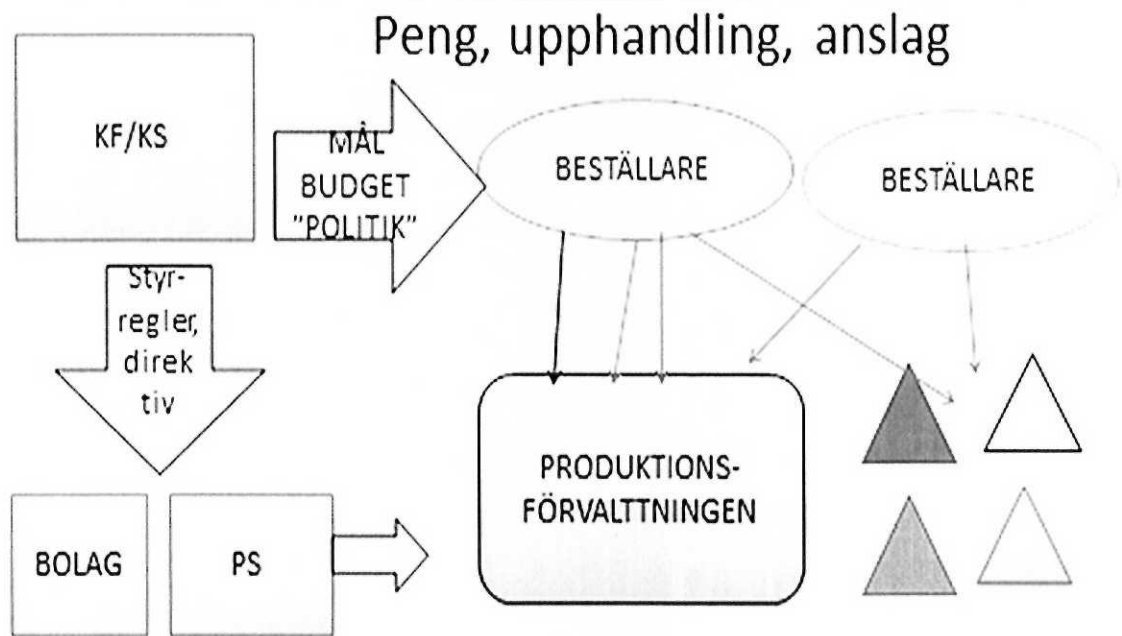 Peng, upphandling, anslag
KF/KS
MÅL
BUDGET
"POLITIK"
BESTÄLLARE
BESTÄLLARE
Styr-
regler,
direk
tiv
BOLAG
PS
PRODUKTIONS-
FÖRVALTTNINGEN